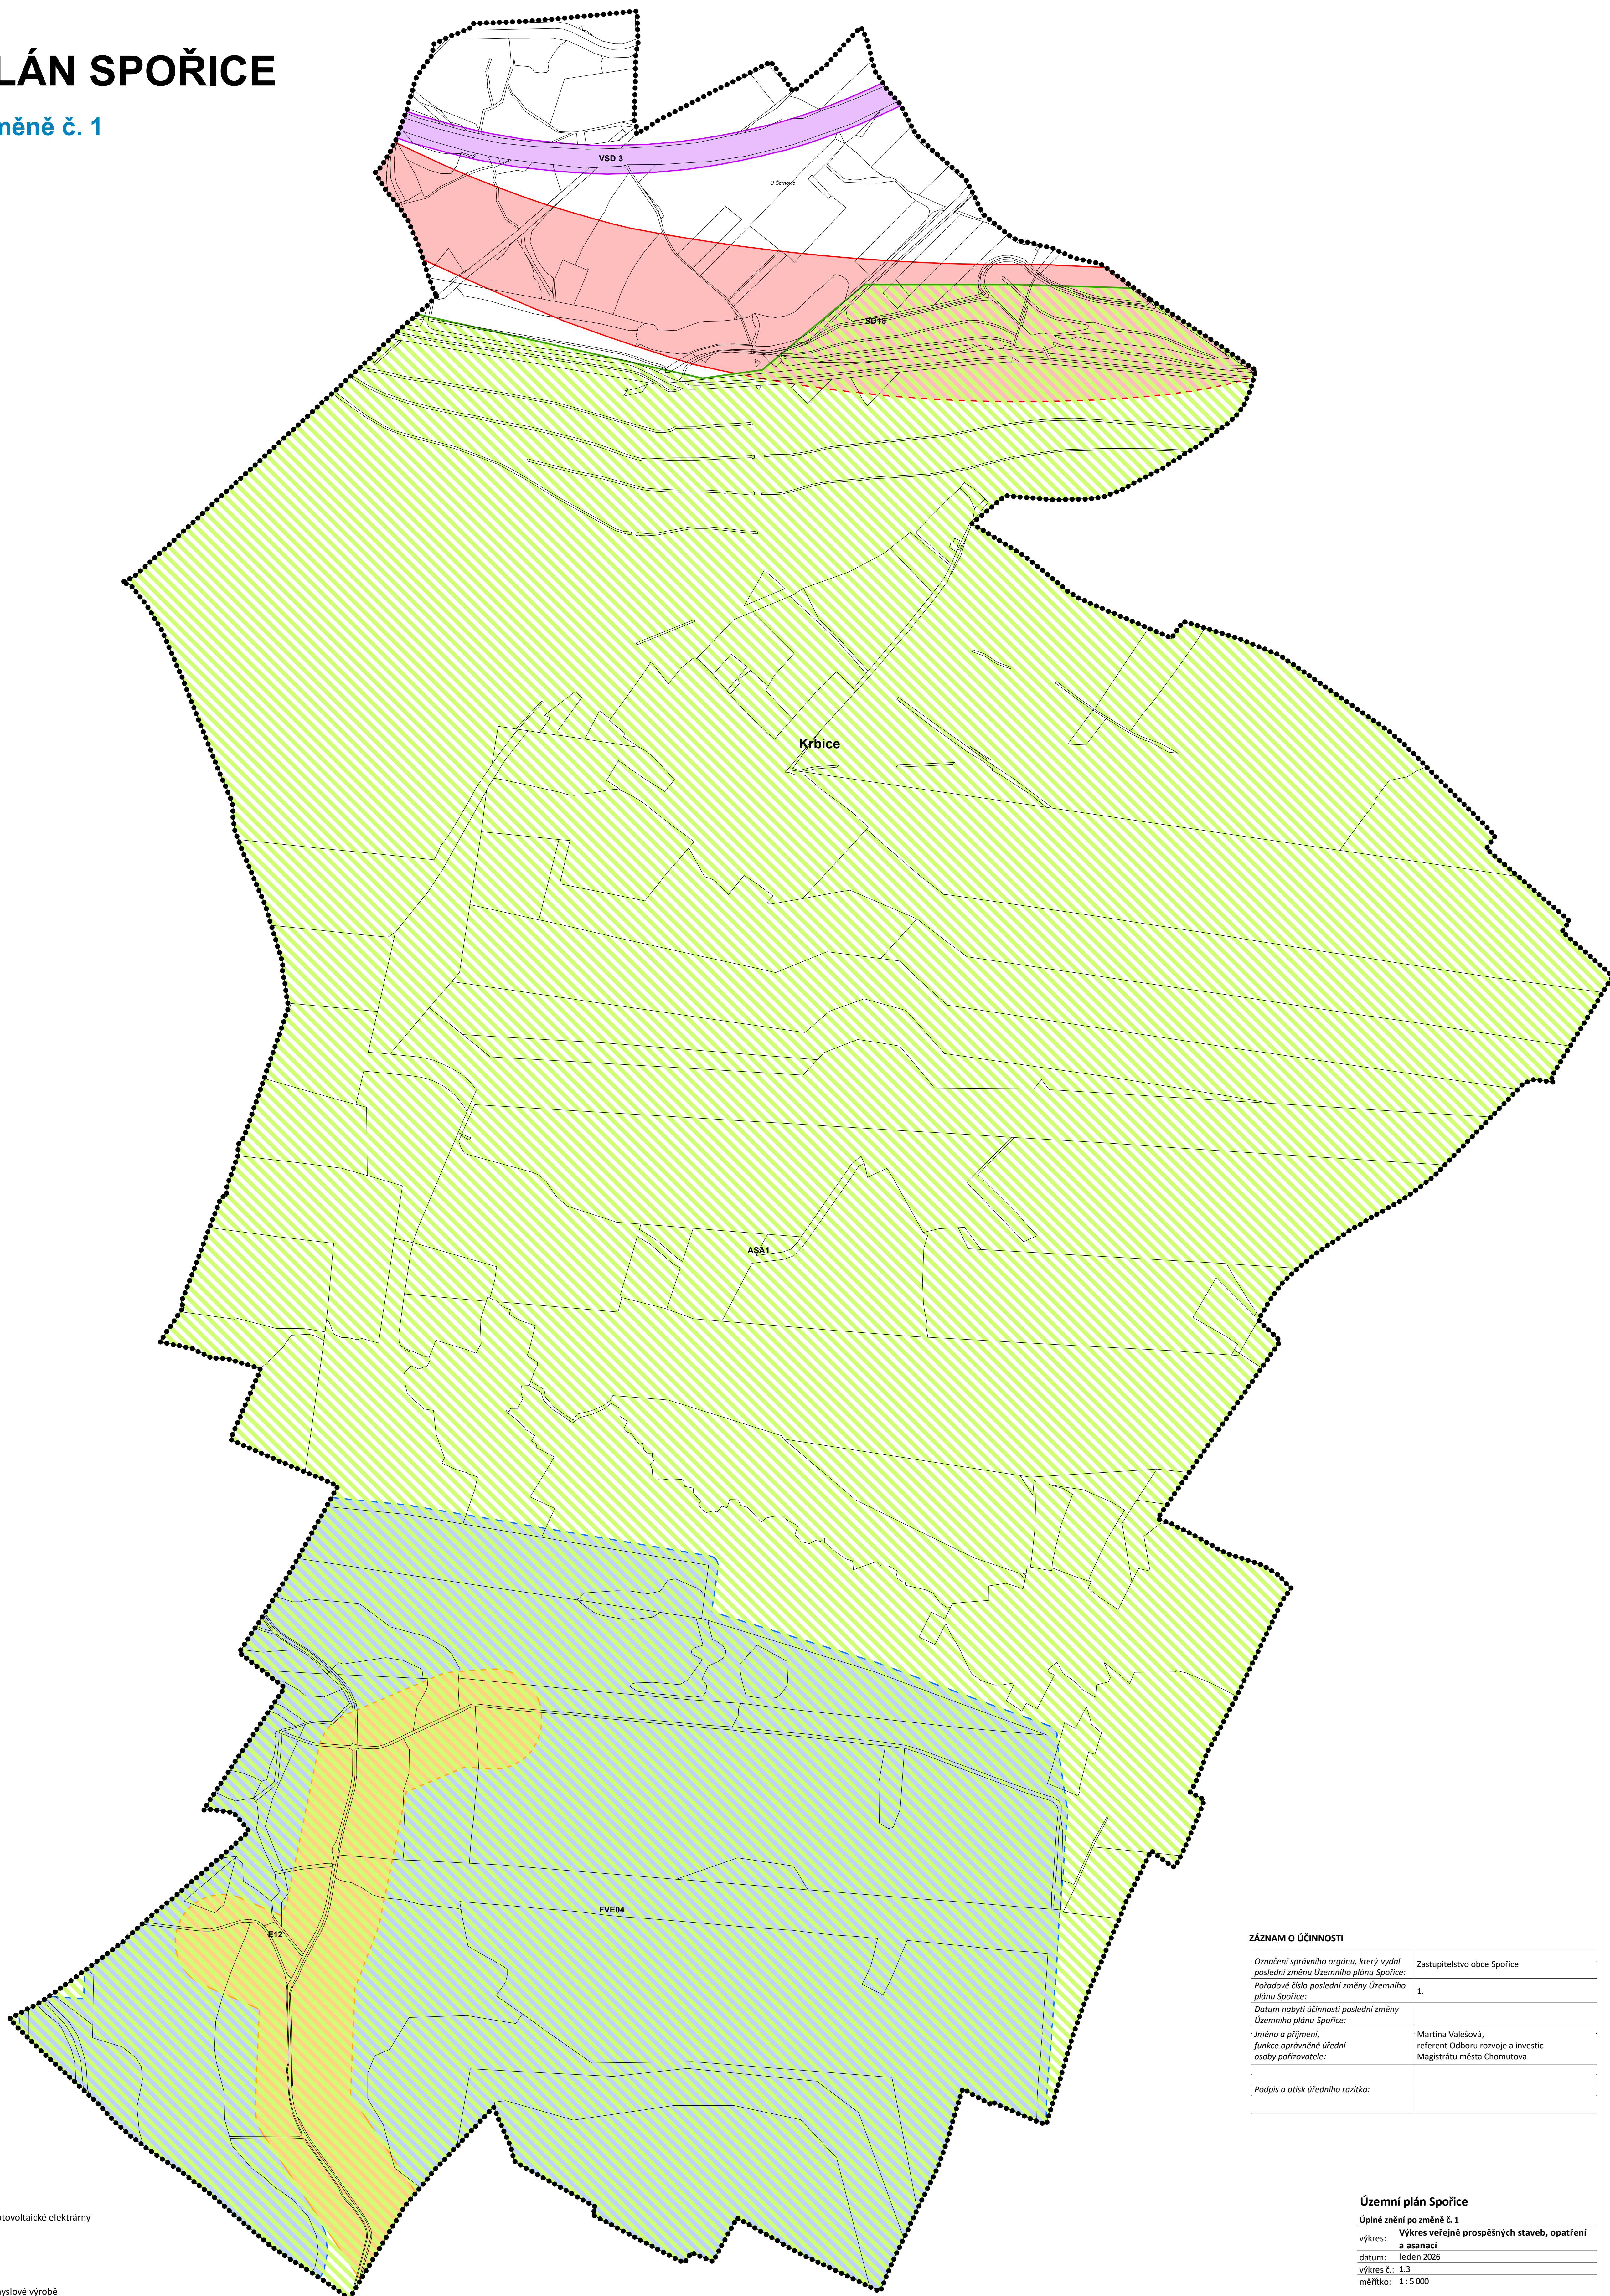 LÁN SPOŘICE
měně č. 1
VSD 3
U Černovic
SD18
Krbice
ASA1
FVE04
E12
ZÁZNAM O ÚČINNOSTI
Označení správního orgánu, který vydal
poslední změnu Územního plánu Spořice:
Zastupitelstvo obce Spořice
Pořadové číslo poslední změny Územního
plánu Spořice:
1.
Datum nabytí účinnosti poslední změny
Územního plánu Spořice:
Jméno a příjmení,
funkce oprávněné úřední
osoby pořizovatele:
Martina Valešová,
referent Odboru rozvoje a investic
Magistrátu města Chomutova
Podpis a otisk úředního razítka:
otovoltaické elektrárny
myslové výrobě
Územní plán Spořice
Úplné znění po změně č. 1
výkres: Výkres veřejně prospěšných staveb, opatření
a asanací
datum: leden 2026
výkres č.: 1.3
měřítko: 1 : 5 000